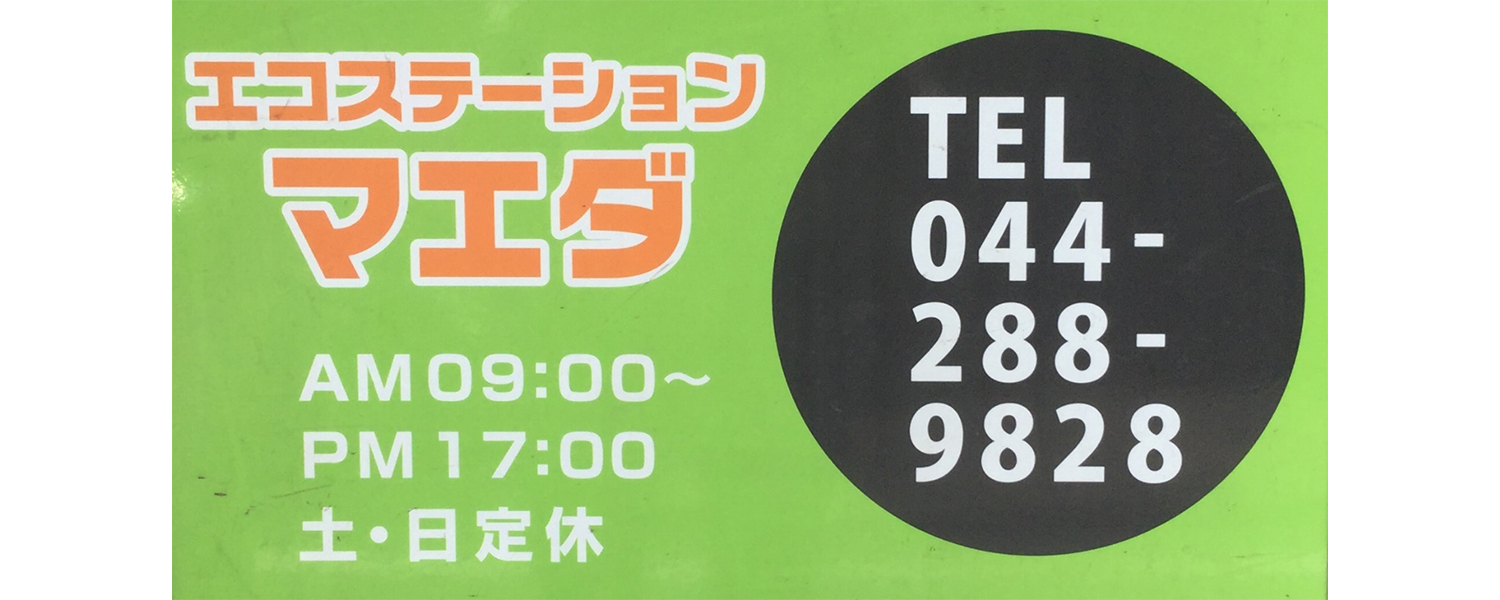 エコステーション
マエダ
AM09:00～
PM17:00
土・日定休
TEL
044-
288-
9828